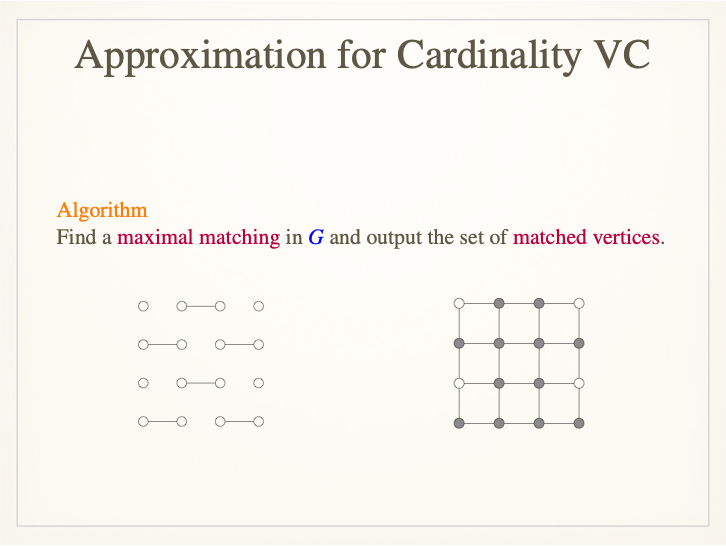 Approximation for Cardinality VC
Algorithm
Find a maximal matching in G and output the set of matched vertices.